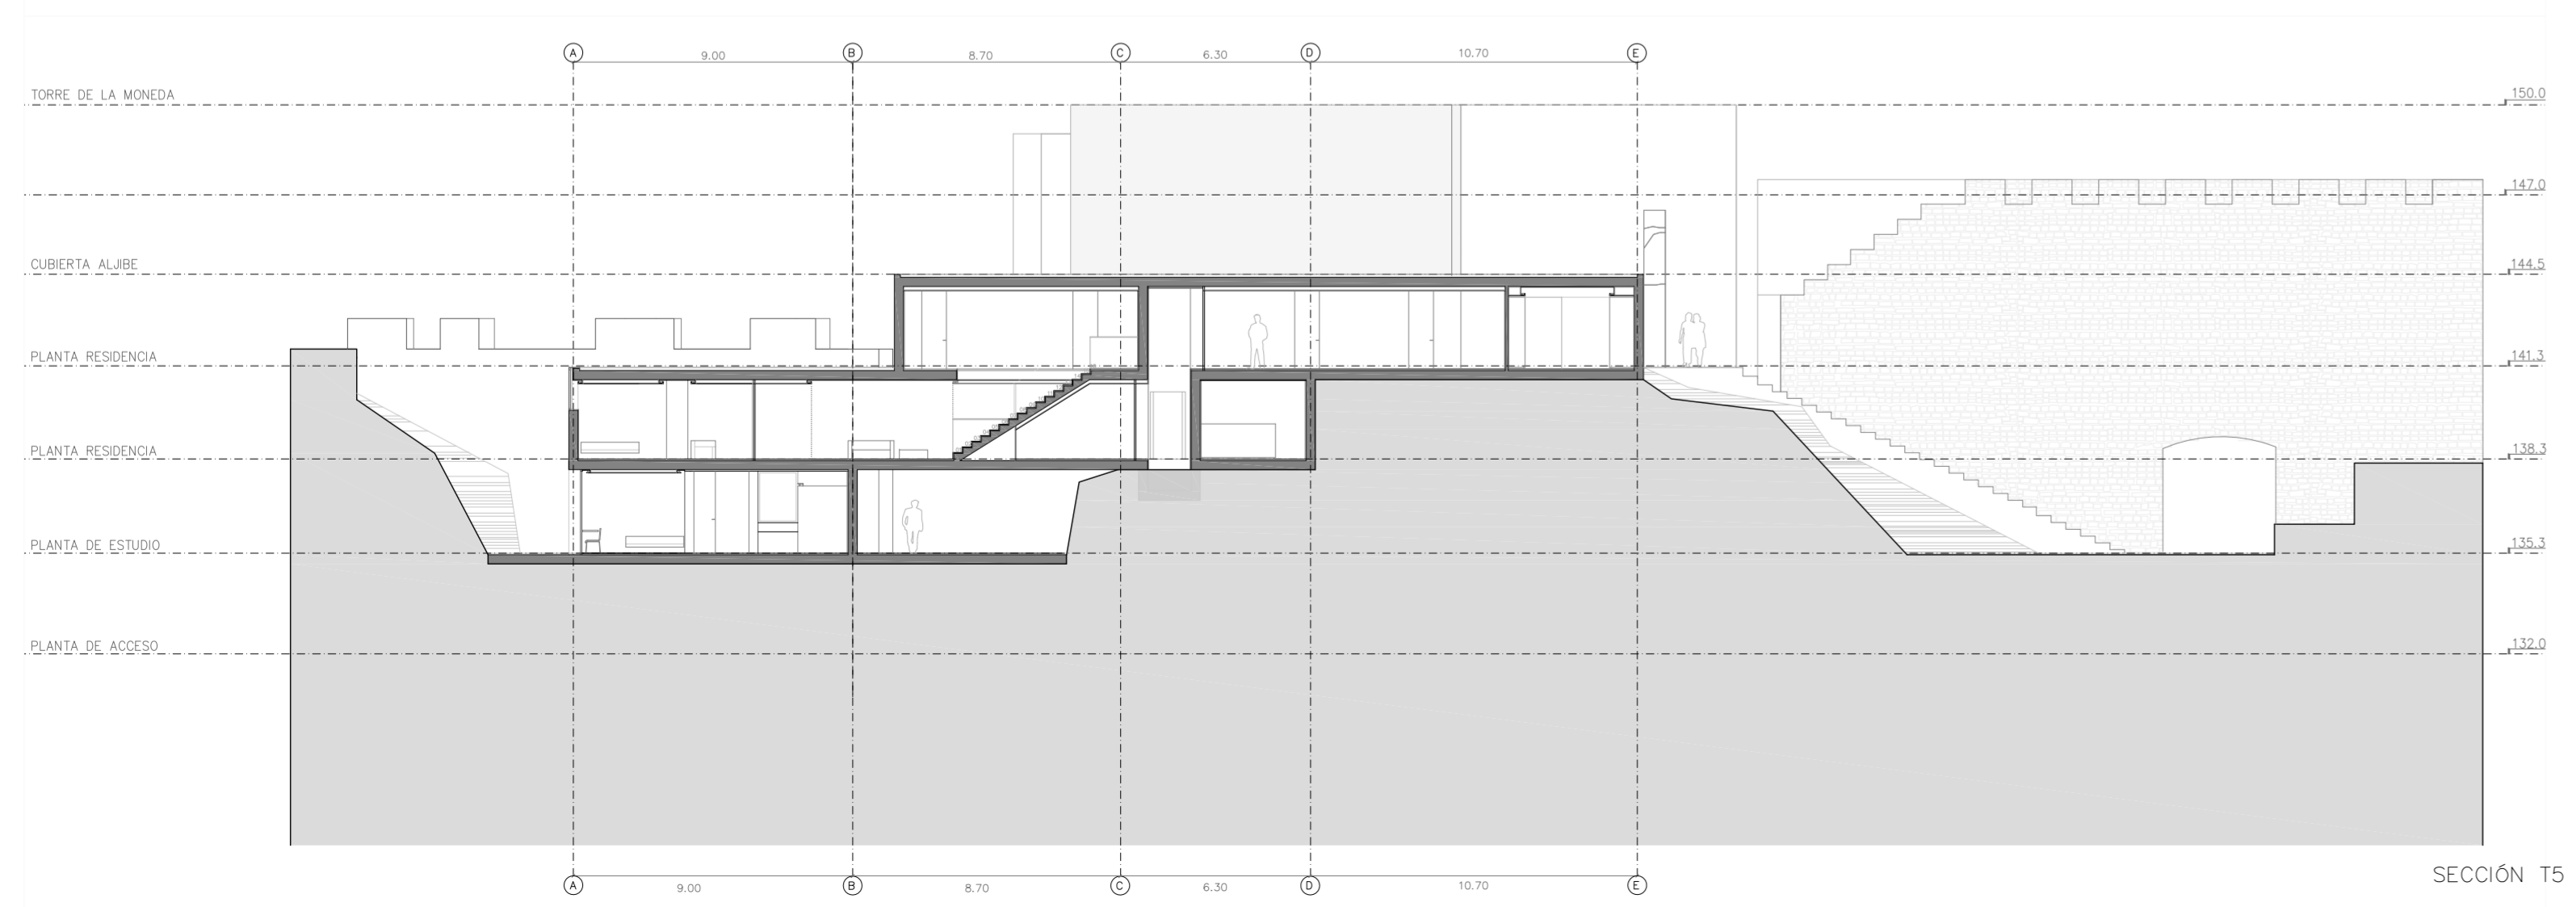 A 9.00 B 8.70 C 6.30 D 10.70 E
TORRE DE LA MONEDA 150.0
147.0
CUBIERTA ALJIBE 144.5
PLANTA RESIDENCIA 141.3
PLANTA RESIDENCIA 138.3
PLANTA DE ESTUDIO 135.3
PLANTA DE ACCESO 132.0
A 9.00 B 8.70 C 6.30 D 10.70 E
SECCIÓN T5